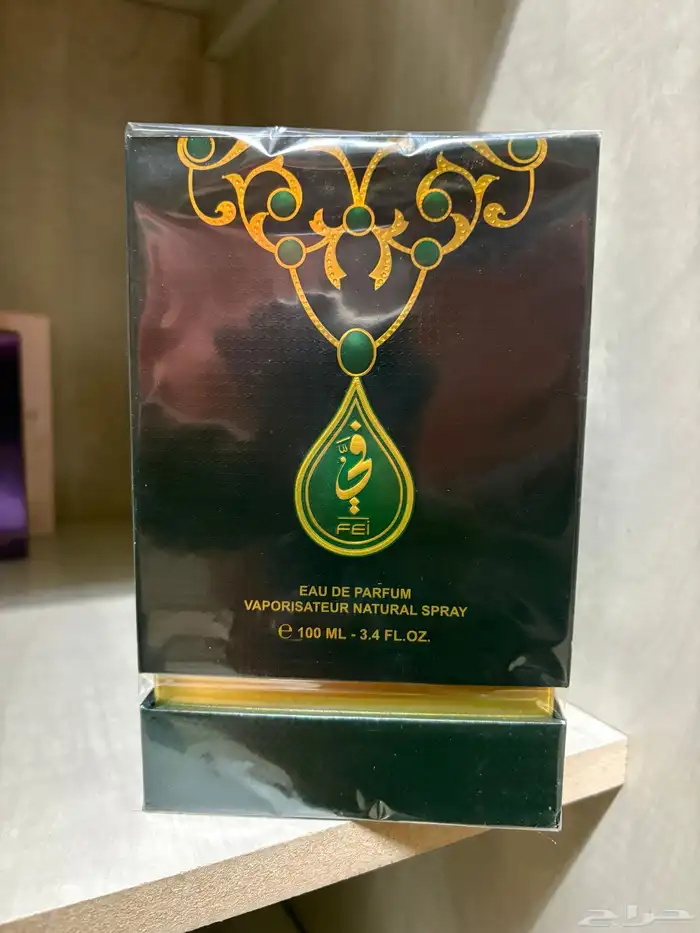 فيَّ
FEi
EAU DE PARFUM
VAPORISATEUR NATURAL SPRAY
e 100 ML - 3.4 FL.OZ.
حراج